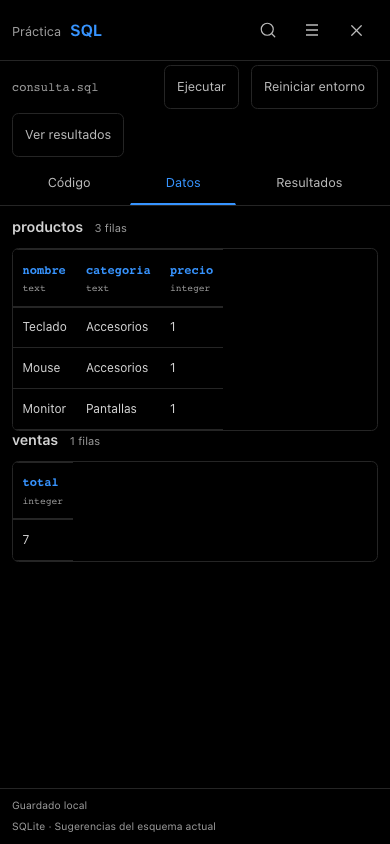 Práctica SQL
consulta.sql Ejecutar Reiniciar entorno
Ver resultados
Código Datos Resultados
productos 3 filas
nombre categoria precio
text text integer
Teclado Accesorios 1
Mouse Accesorios 1
Monitor Pantallas 1
ventas 1 filas
total
integer
7
Guardado local
SQLite · Sugerencias del esquema actual